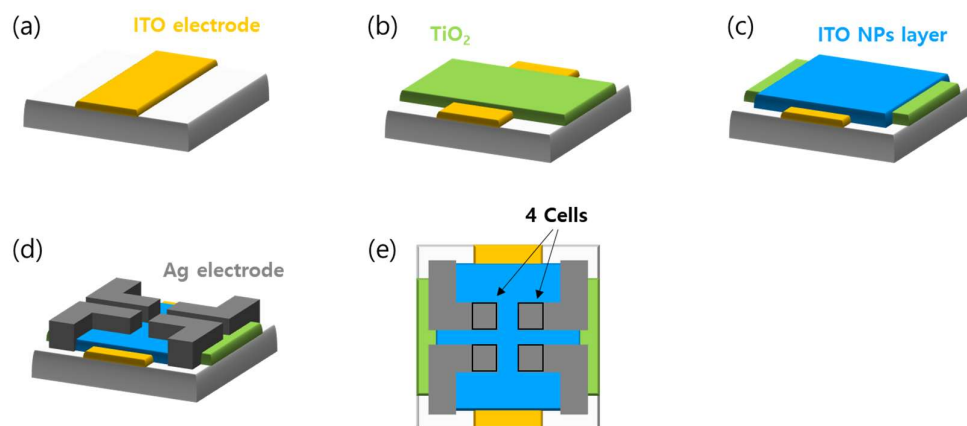 (a)
ITO electrode
(b)
TiO₂
(c)
ITO NPs layer
(d)
Ag electrode
(e)
4 Cells